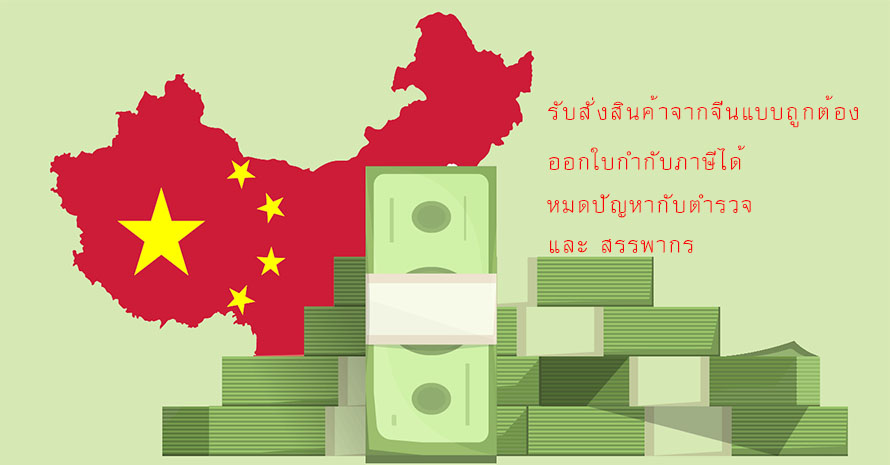 รับสั่งสินค้าจากจีนแบบถูกต้อง
ออกใบกำกับภาษีได้
หมดปัญหากับตำรวจ
และ สรรพากร